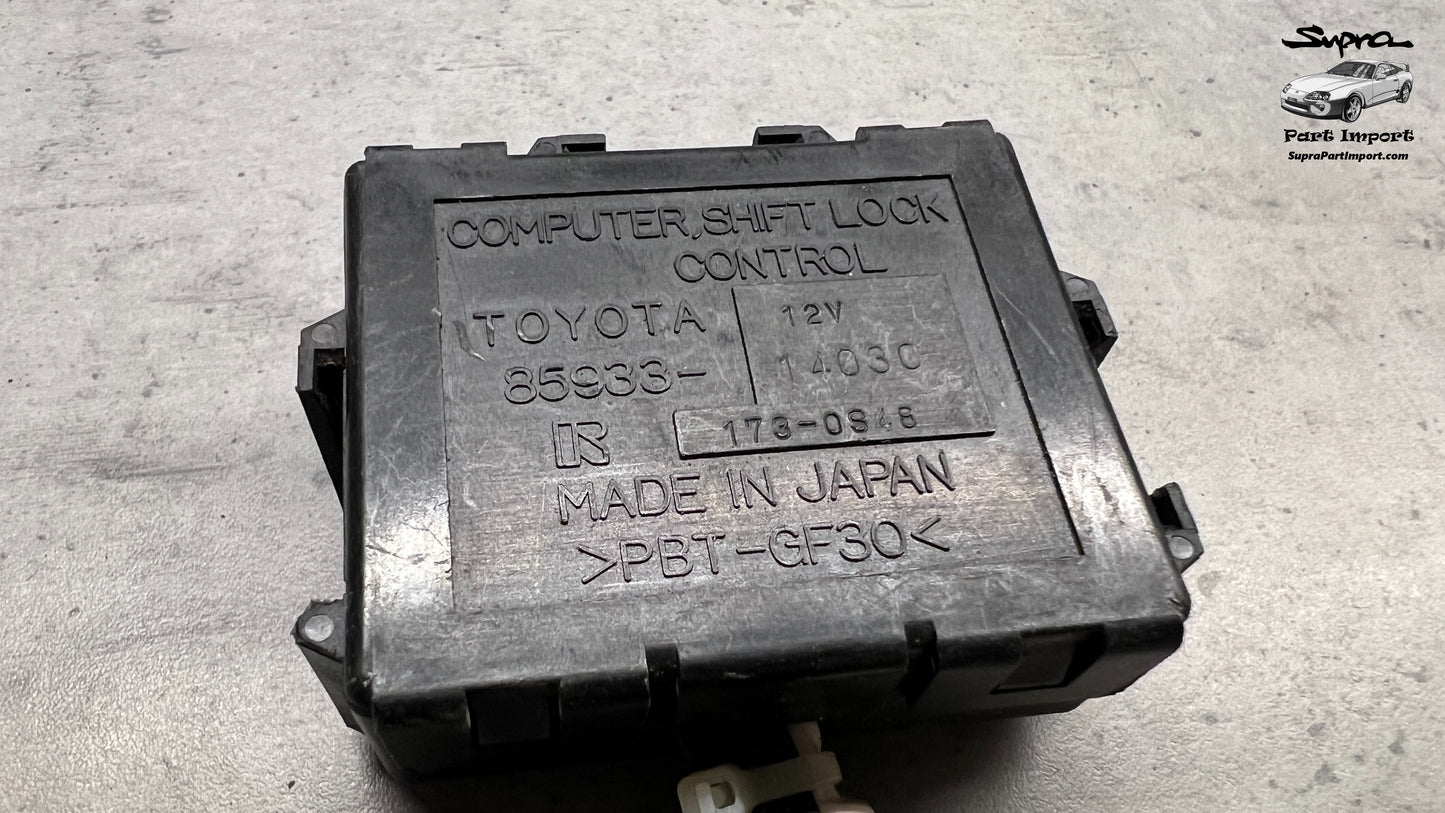 COMPUTER, SHIFT LOCK
CONTROL
TOYOTA 12V
85933- 14030
R 173-0848
MADE IN JAPAN
>PBT-GF30<
Supra
Part Import
SupraPartImport.com